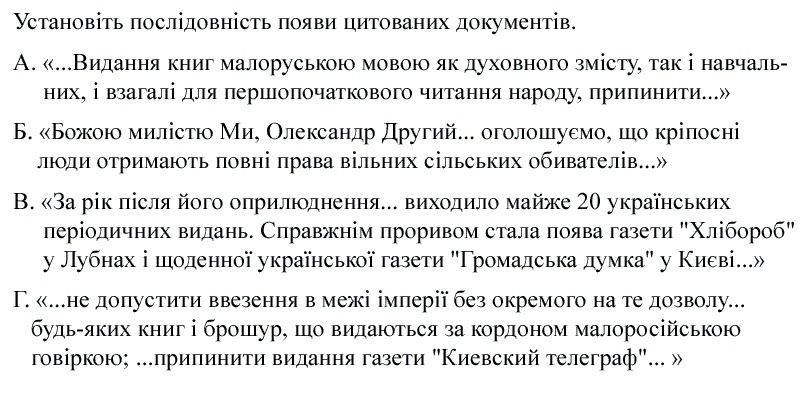 Установіть послідовність появи цитованих документів.
А. «...Видання книг малоруською мовою як духовного змісту, так і навчаль-
них, і взагалі для першопочаткового читання народу, припинити...»
Б. «Божою милістю Ми, Олександр Другий... оголошуємо, що кріпосні
люди отримають повні права вільних сільських обивателів...»
В. «За рік після його оприлюднення... виходило майже 20 українських
періодичних видань. Справжнім проривом стала поява газети "Хлібороб"
у Лубнах і щоденної української газети "Громадська думка" у Києві...»
Г. «...не допустити ввезення в межі імперії без окремого на те дозволу...
будь-яких книг і брошур, що видаються за кордоном малоросійською
говіркою; ...припинити видання газети "Киевский телеграф"... »